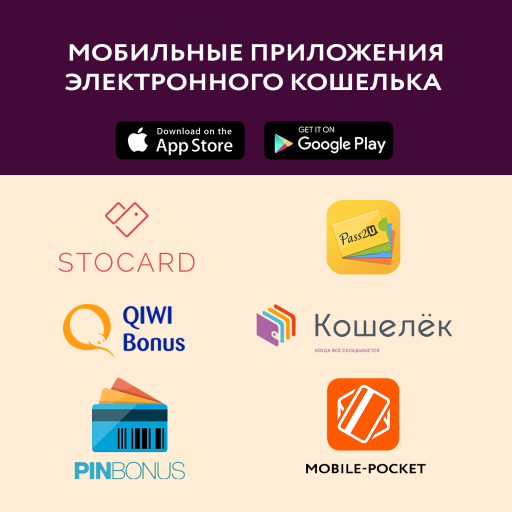 МОБИЛЬНЫЕ ПРИЛОЖЕНИЯ
ЭЛЕКТРОННОГО КОШЕЛЬКА
Download on the
App Store
GET IT ON
Google Play
STOCARD
Pass2U
QIWI
Bonus
Кошелёк
КОГДА ВСЁ СКЛАДЫВАЕТСЯ
PINBONUS
MOBILE-POCKET